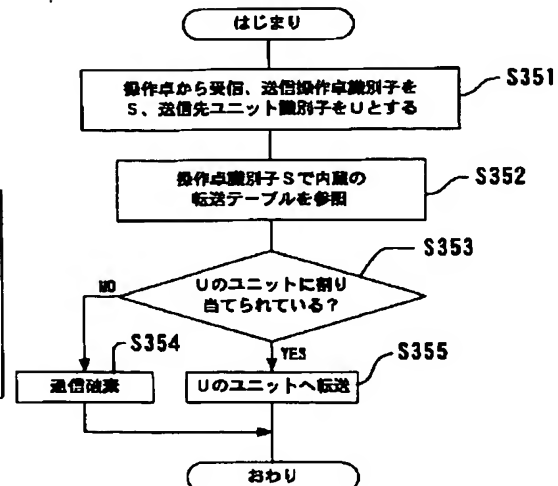 はじまり
操作卓から受信、送信操作卓識別子を
S、送信先ユニット識別子をUとする
S351
操作卓識別子Sで内蔵の
転送テーブルを参照
S352
Uのユニットに割り
当てられている?
S353
NO
YES
S354
通信破棄
S355
Uのユニットへ転送
おわり